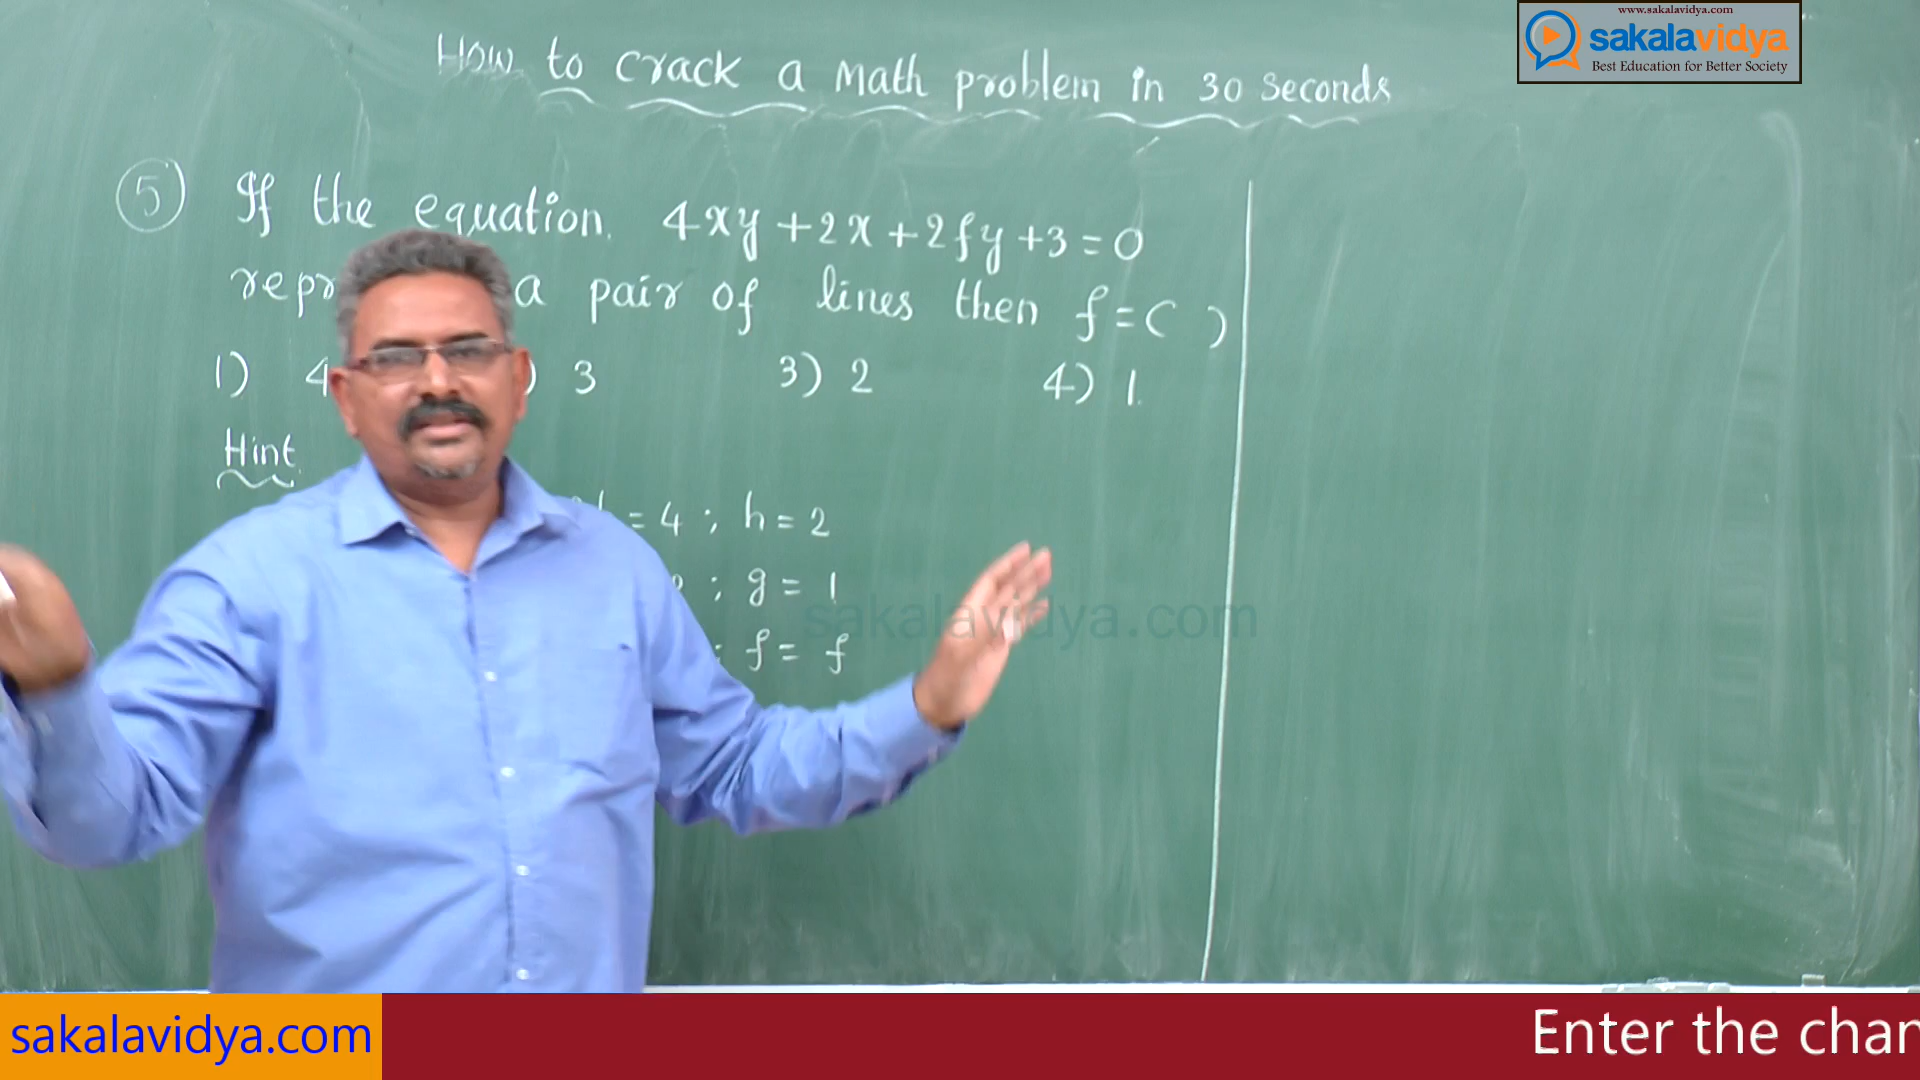 www.sakalavidya.com
sakalavidya
Best Education for Better Society
How to crack a math problem in 30 seconds
5 If the equation. 4xy + 2x + 2fy + 3 = 0
a pair of lines then f = ( )
1) 4 ) 3 3) 2 4) 1.
Hint
= 4 ; h = 2
; g = 1
sakalavidya.com
: f = f
sakalavidya.com
Enter the